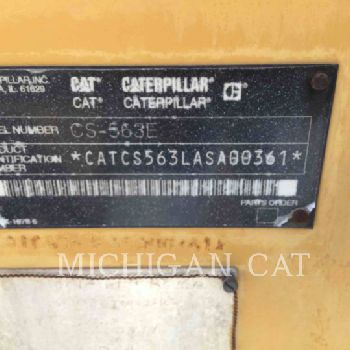 PILLAR, INC.
A, IL 61629
CAT CATERPILLAR
CAT CATERPILLAR
EL NUMBER CS-563E
DUCT
NTIFICATION *CATCS563LASA00361*
MBER
PARTS ORDER
MICHIGAN CAT